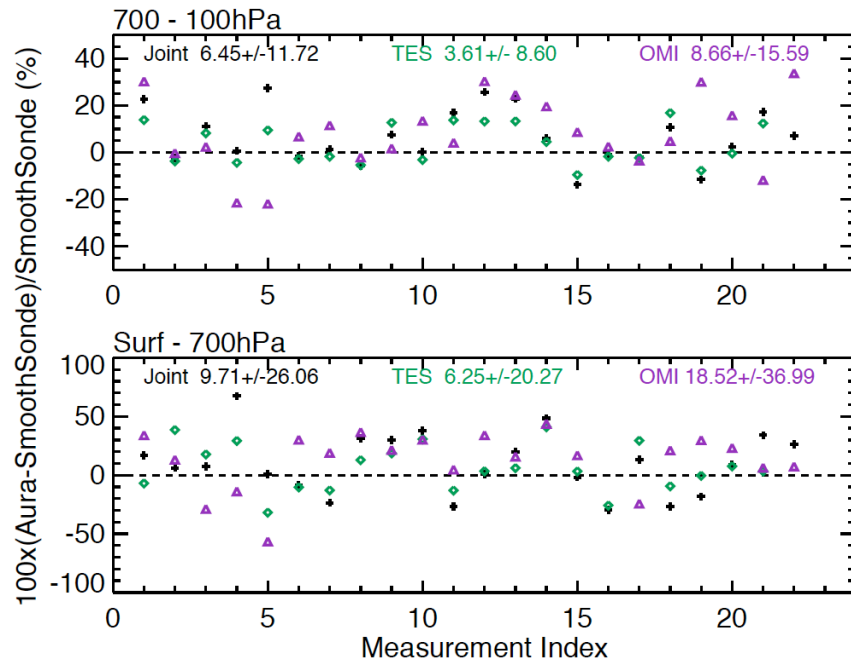 700 - 100hPa
Joint 6.45+/-11.72 TES 3.61+/- 8.60 OMI 8.66+/-15.59
40
20
0
-20
-40
0 5 10 15 20
Surf - 700hPa
Joint 9.71+/-26.06 TES 6.25+/-20.27 OMI 18.52+/-36.99
100
50
0
-50
-100
0 5 10 15 20
Measurement Index
100x(Aura-SmoothSonde)/SmoothSonde (%)